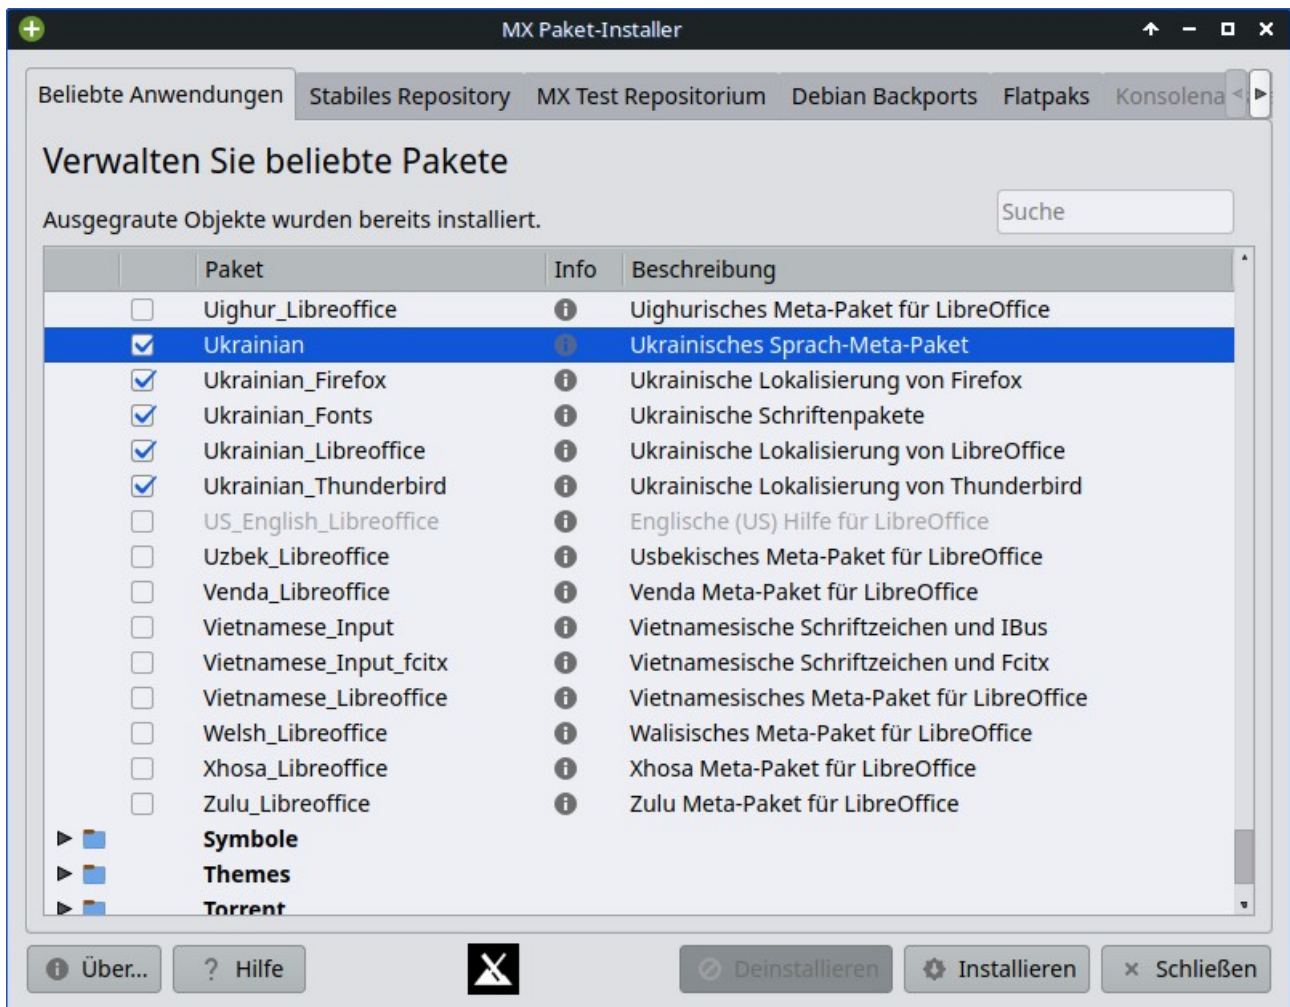 MX Paket-Installer
Beliebte Anwendungen Stabiles Repository MX Test Repositorium Debian Backports Flatpaks
Verwalten Sie beliebte Pakete
Suche
Ausgegraute Objekte wurden bereits installiert.
Paket Info Beschreibung
Uighur_Libreoffice Uighurisches Meta-Paket für LibreOffice
Ukrainian Ukrainisches Sprach-Meta-Paket
Ukrainian_Firefox Ukrainische Lokalisierung von Firefox
Ukrainian_Fonts Ukrainische Schriftenpakete
Ukrainian_Libreoffice Ukrainische Lokalisierung von LibreOffice
Ukrainian_Thunderbird Ukrainische Lokalisierung von Thunderbird
US_English_Libreoffice Englische (US) Hilfe für LibreOffice
Uzbek_Libreoffice Usbekisches Meta-Paket für LibreOffice
Venda_Libreoffice Venda Meta-Paket für LibreOffice
Vietnamese_Input Vietnamesische Schriftzeichen und IBus
Vietnamese_Input_fcitx Vietnamesische Schriftzeichen und Fcitx
Vietnamese_Libreoffice Vietnamesisches Meta-Paket für LibreOffice
Welsh_Libreoffice Walisisches Meta-Paket für LibreOffice
Xhosa_Libreoffice Xhosa Meta-Paket für LibreOffice
Zulu_Libreoffice Zulu Meta-Paket für LibreOffice
Symbole
Themes
Torrent
Über... ? Hilfe Deinstallieren Installieren Schließen